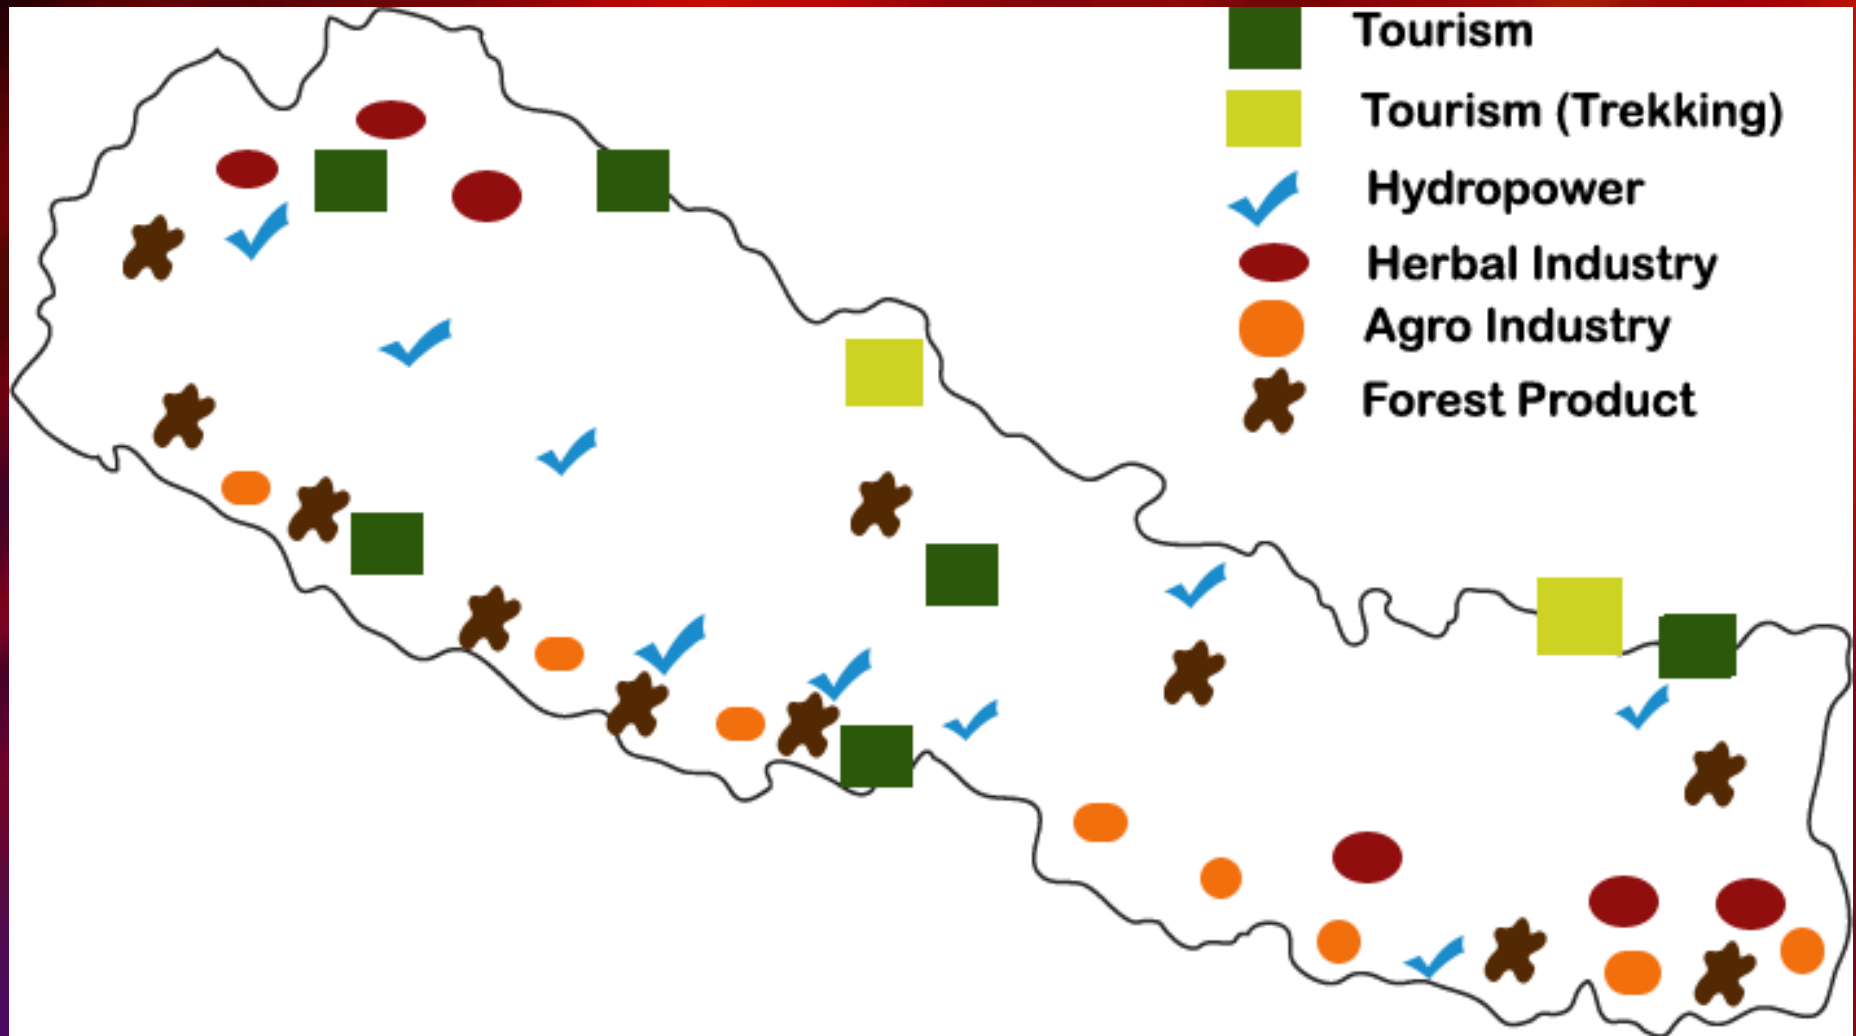 Tourism
Tourism (Trekking)
Hydropower
Herbal Industry
Agro Industry
Forest Product